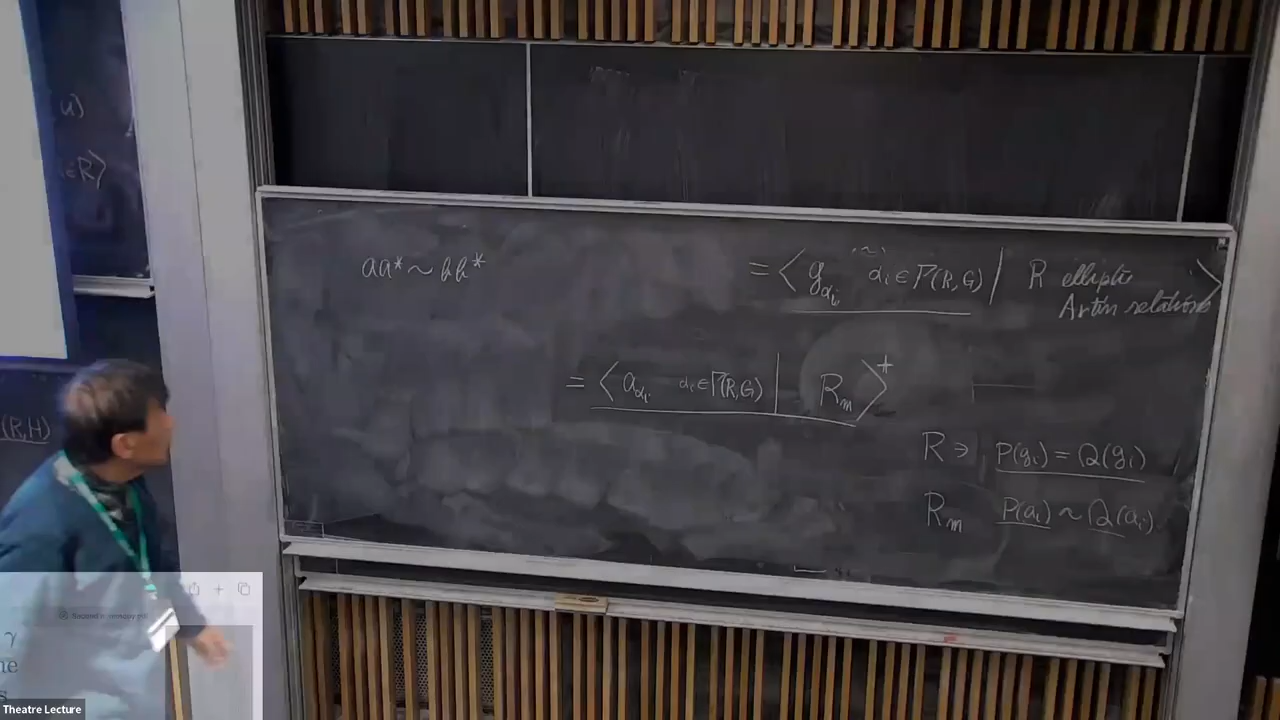 u)
∈R⟩
aa* ~ bb*
= ⟨ g_{α_i} α_i ∈ Γ(R,G) | R elliptic
Artin relations ⟩
= ⟨ a_{α_i} α_i ∈ Γ(R,G) | R_m ⟩⁺
(R,H)
R ∋ P(g_i) = Q(g_i)
R_m P(a_i) ~ Q(a_i)
γ
Theatre Lecture